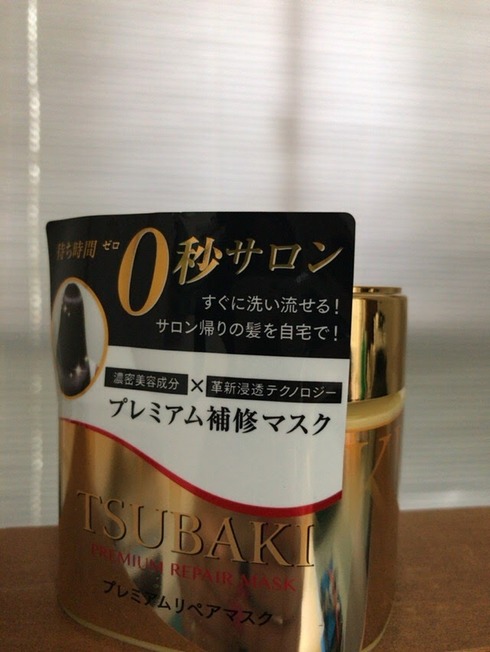 待ち時間 ゼロ 0秒サロン
すぐに洗い流せる!
サロン帰りの髪を自宅で!
濃密美容成分×革新浸透テクノロジー
プレミアム補修マスク
TSUBAKI
PREMIUM REPAIR MASK
プレミアムリペアマスク
K